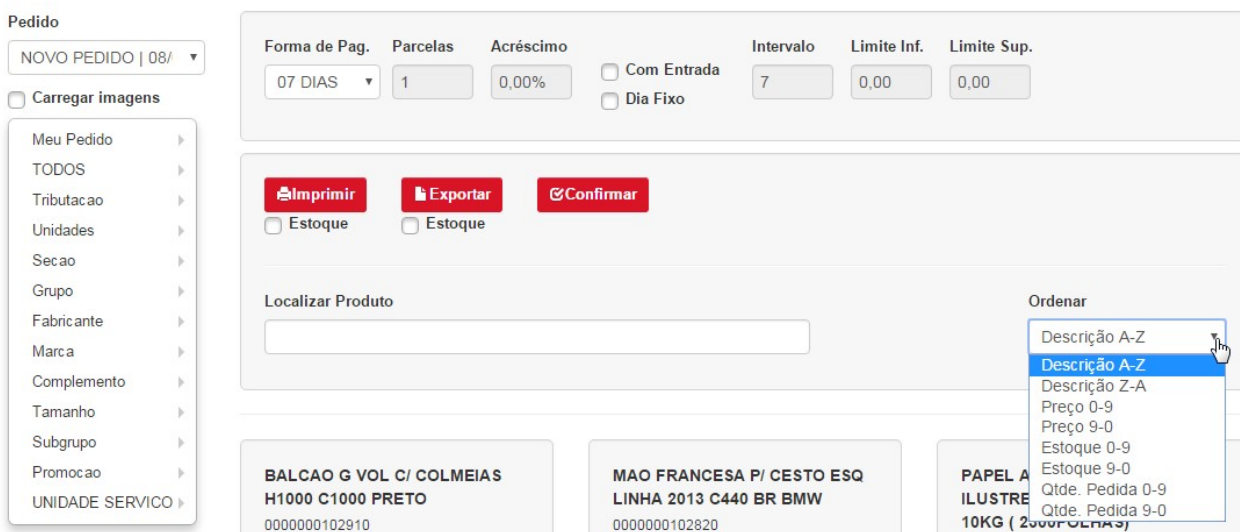 Pedido
NOVO PEDIDO | 08/
Carregar imagens
Meu Pedido
TODOS
Tributacao
Unidades
Secao
Grupo
Fabricante
Marca
Complemento
Tamanho
Subgrupo
Promocao
UNIDADE SERVICO
Forma de Pag. Parcelas Acréscimo Intervalo Limite Inf. Limite Sup.
07 DIAS 1 0,00% Com Entrada 7 0,00 0,00
Dia Fixo
Imprimir Exportar Confirmar
Estoque Estoque
Localizar Produto Ordenar
Descrição A-Z
Descrição A-Z
Descrição Z-A
Preço 0-9
Preço 9-0
Estoque 0-9
Estoque 9-0
Qtde. Pedida 0-9
Qtde. Pedida 9-0
BALCAO G VOL C/ COLMEIAS
H1000 C1000 PRETO
0000000102910
MAO FRANCESA P/ CESTO ESQ
LINHA 2013 C440 BR BMW
0000000102820
PAPEL A
ILUSTRE
10KG ( 2500FOLHAS)